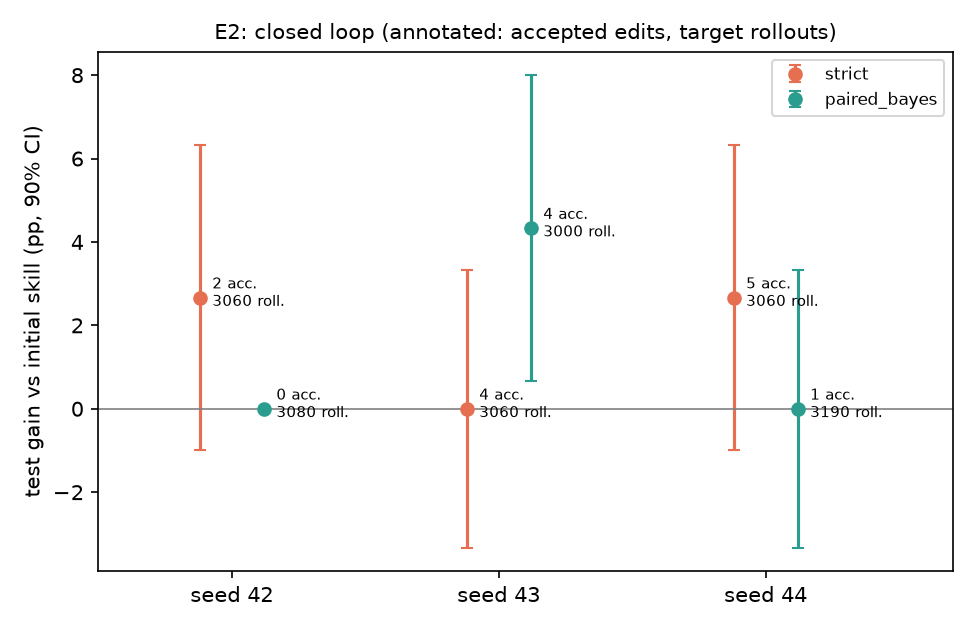 E2: closed loop (annotated: accepted edits, target rollouts)
strict
paired_bayes
test gain vs initial skill (pp, 90% CI)
8
6
4
2
0
−2
2 acc.
3060 roll.
0 acc.
3080 roll.
4 acc.
3060 roll.
4 acc.
3000 roll.
5 acc.
3060 roll.
1 acc.
3190 roll.
seed 42
seed 43
seed 44